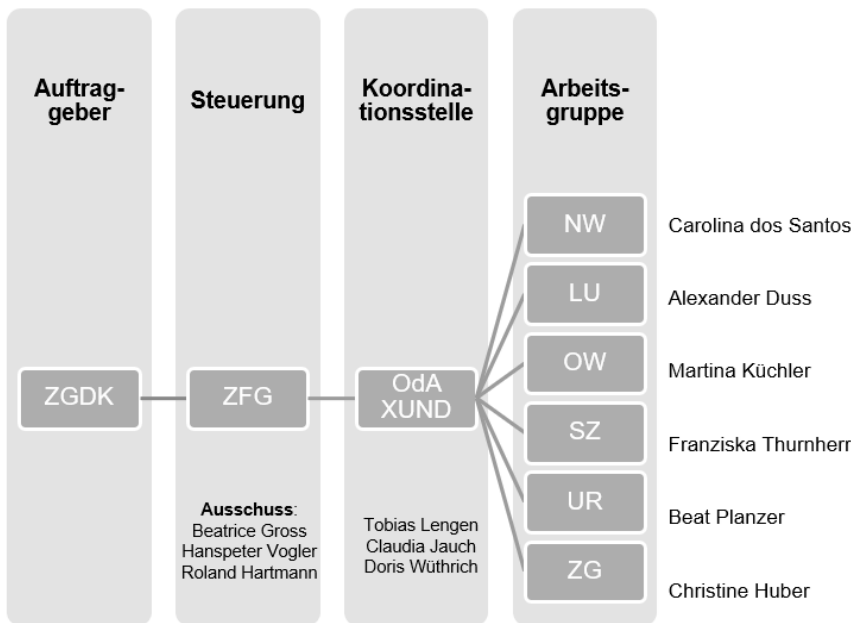 Auftrag-
geber
Steuerung
Koordina-
tionsstelle
Arbeits-
gruppe
ZGDK
ZFG
OdA
XUND
Ausschuss:
Beatrice Gross
Hanspeter Vogler
Roland Hartmann
Tobias Lengen
Claudia Jauch
Doris Wüthrich
NW
Carolina dos Santos
LU
Alexander Duss
OW
Martina Küchler
SZ
Franziska Thurnherr
UR
Beat Planzer
ZG
Christine Huber